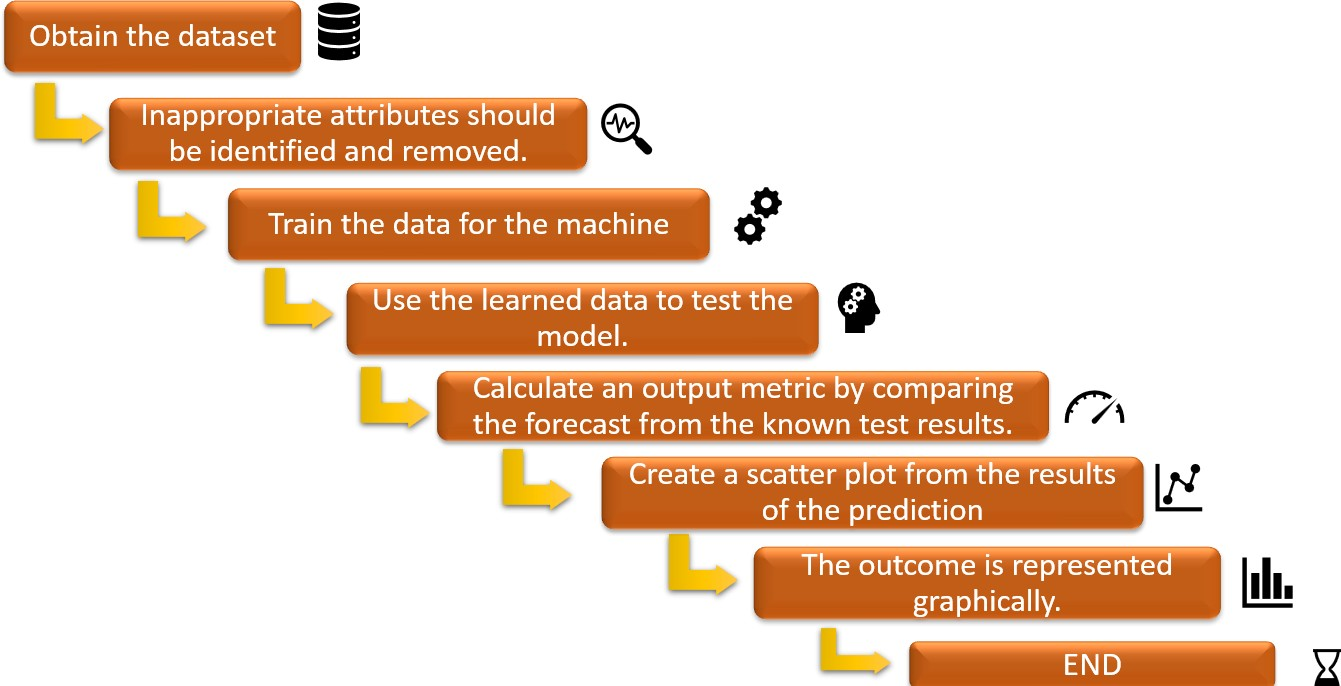 Obtain the dataset
Inappropriate attributes should
be identified and removed.
Train the data for the machine
Use the learned data to test the
model.
Calculate an output metric by comparing
the forecast from the known test results.
Create a scatter plot from the results
of the prediction
The outcome is represented
graphically.
END